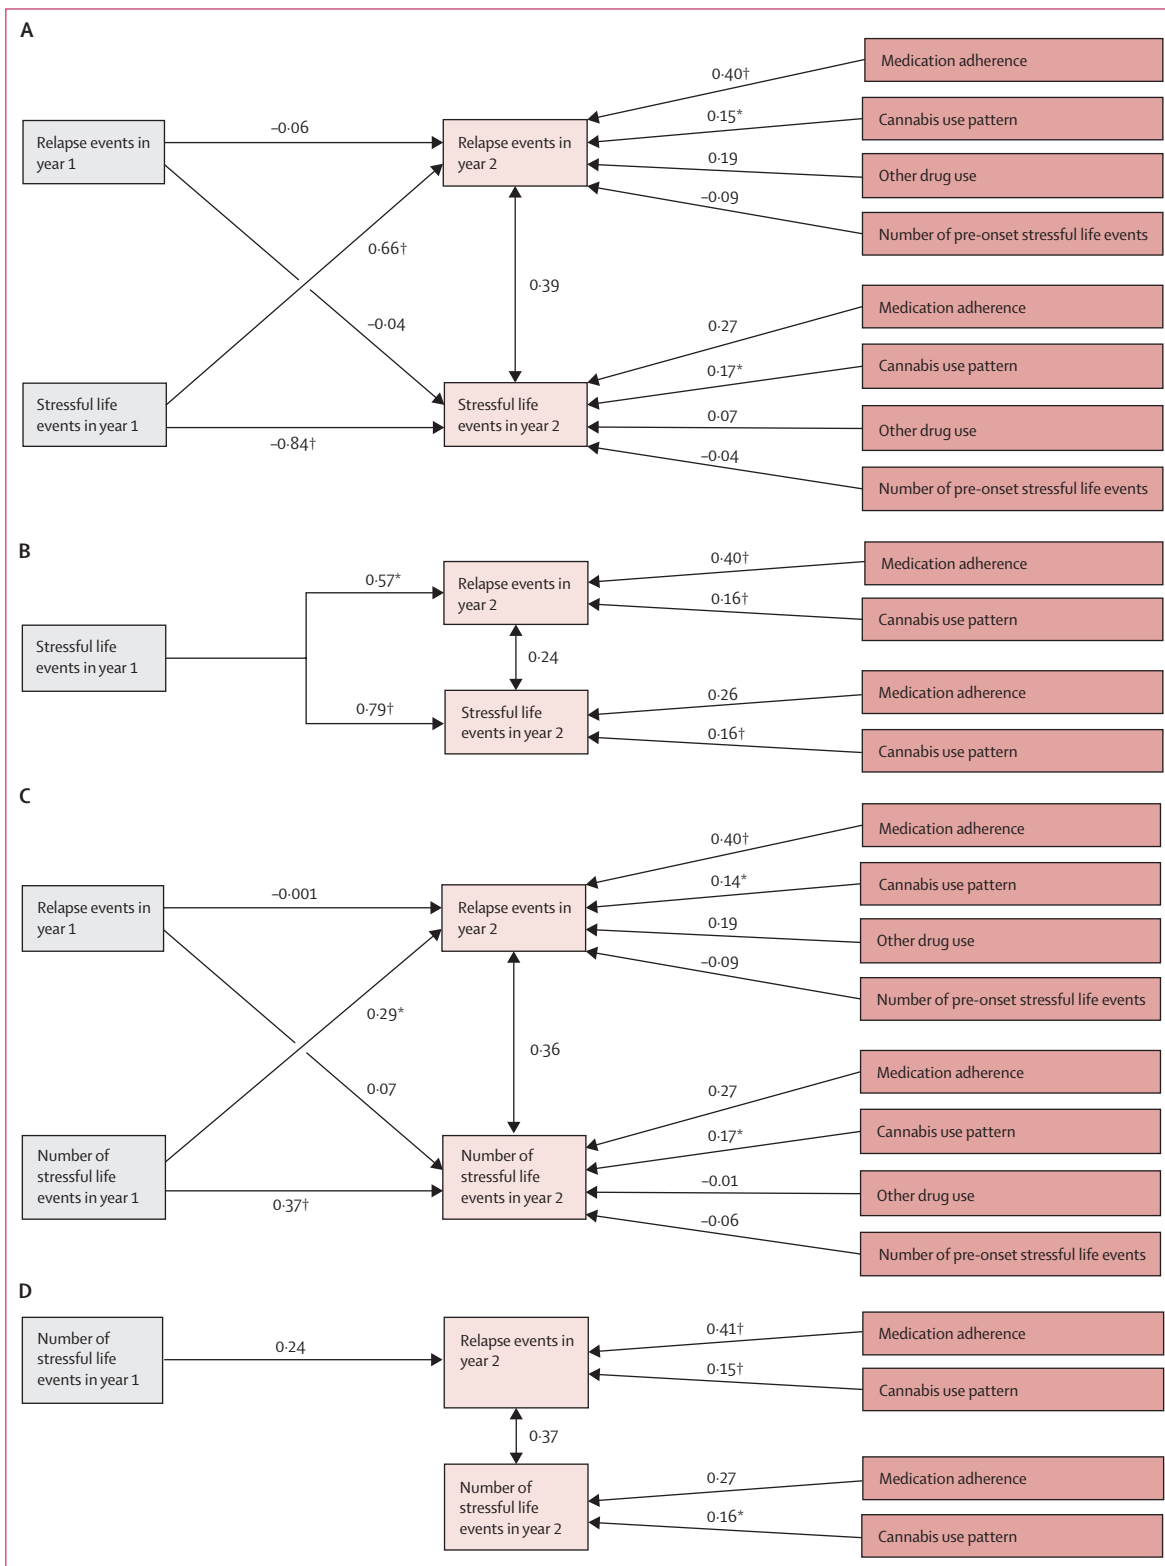 A
Medication adherence
0·40†
Cannabis use pattern
0·15*
–0·06
Relapse events in
year 1
Relapse events in
year 2
0·19
Other drug use
–0·09
Number of pre-onset stressful life events
0·66†
0·39
–0·04
Medication adherence
0·27
Cannabis use pattern
0·17*
Stressful life
events in year 1
Stressful life
events in year 2
0·07
Other drug use
–0·84†
–0·04
Number of pre-onset stressful life events
B
0·40†
Medication adherence
0·57*
Relapse events in
year 2
0·16†
Cannabis use pattern
Stressful life
events in year 1
0·24
0·26
Medication adherence
0·79†
Stressful life
events in year 2
0·16†
Cannabis use pattern
C
Medication adherence
0·40†
0·14*
Cannabis use pattern
–0·001
Relapse events in
year 1
Relapse events in
year 2
0·19
Other drug use
–0·09
Number of pre-onset stressful life events
0·29*
0·36
0·07
Medication adherence
0·27
0·17*
Cannabis use pattern
Number of
stressful life
events in year 1
Number of
stressful life
events in year 2
–0·01
Other drug use
0·37†
–0·06
Number of pre-onset stressful life events
D
Number of
stressful life
events in year 1
0·24
Relapse events in
year 2
0·41†
Medication adherence
0·15†
Cannabis use pattern
0·37
0·27
Medication adherence
Number of
stressful life
events in year 2
0·16*
Cannabis use pattern